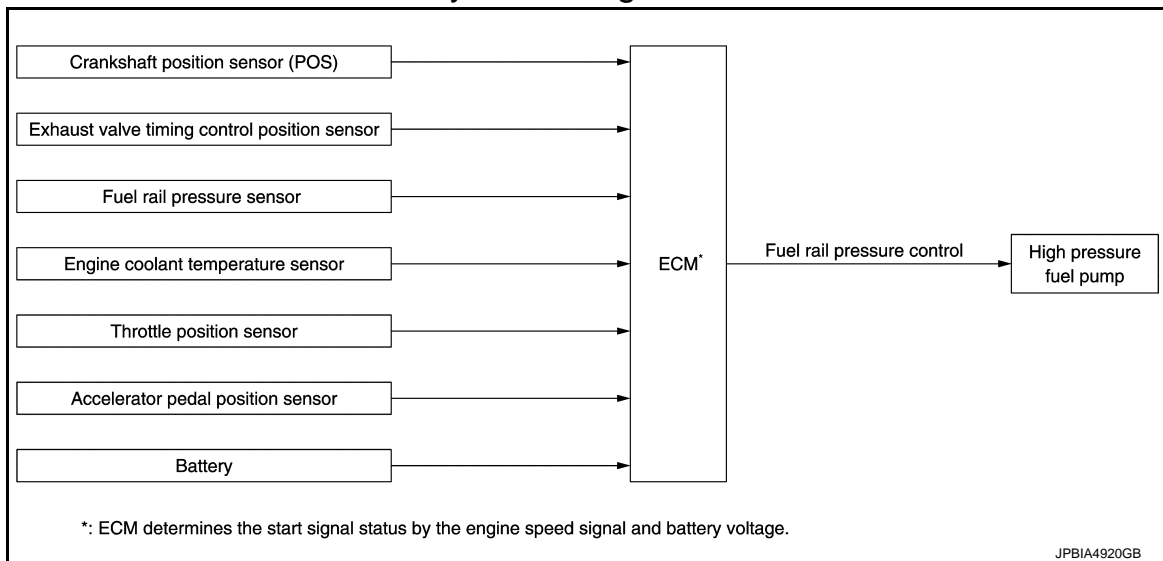 Crankshaft position sensor (POS)
Exhaust valve timing control position sensor
Fuel rail pressure sensor
Engine coolant temperature sensor
Throttle position sensor
Accelerator pedal position sensor
Battery
ECM*
Fuel rail pressure control
High pressure
fuel pump
*: ECM determines the start signal status by the engine speed signal and battery voltage.
JPBIA4920GB